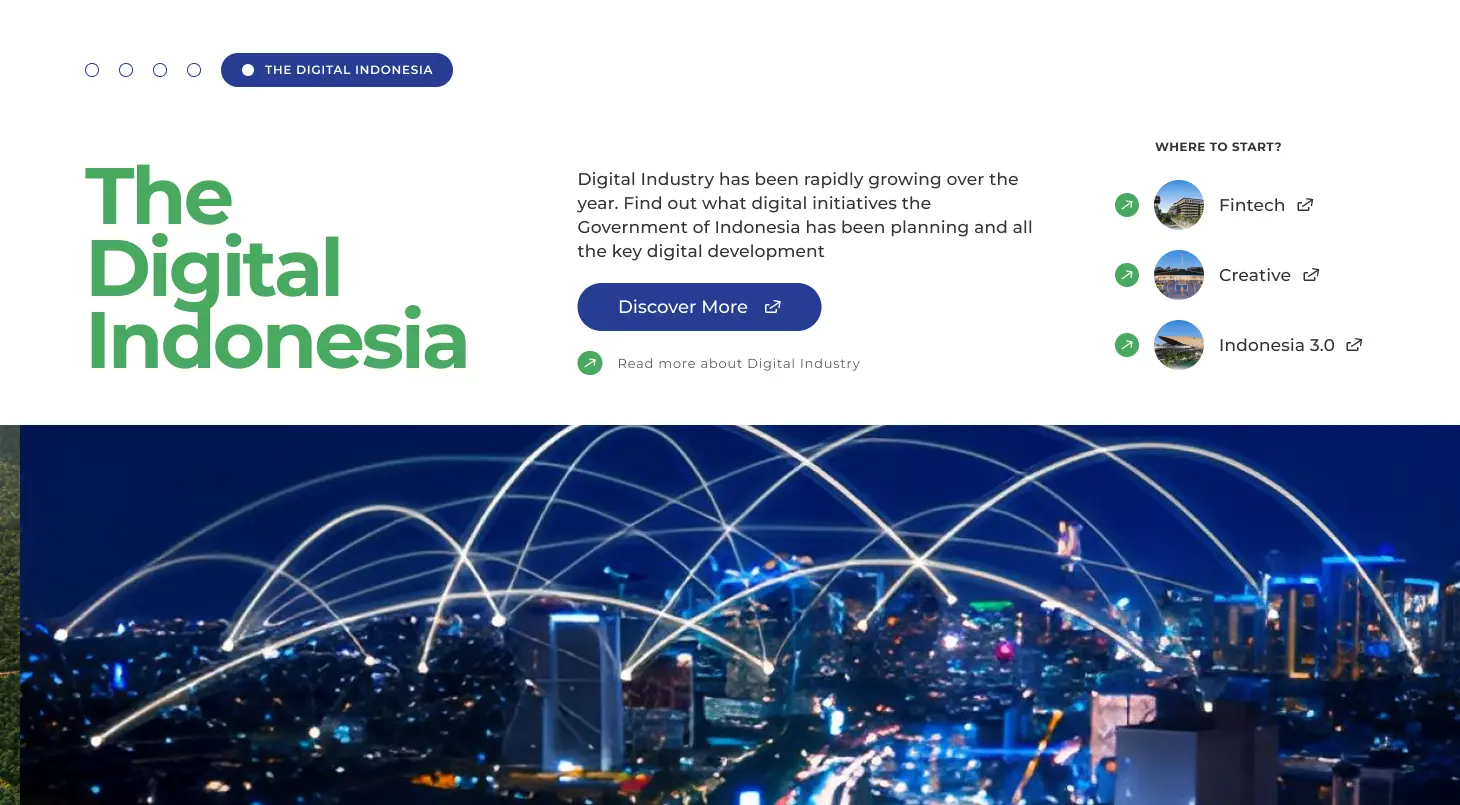 THE DIGITAL INDONESIA
The
Digital
Indonesia
Digital Industry has been rapidly growing over the
year. Find out what digital initiatives the
Government of Indonesia has been planning and all
the key digital development
Discover More
Read more about Digital Industry
WHERE TO START?
Fintech
Creative
Indonesia 3.0